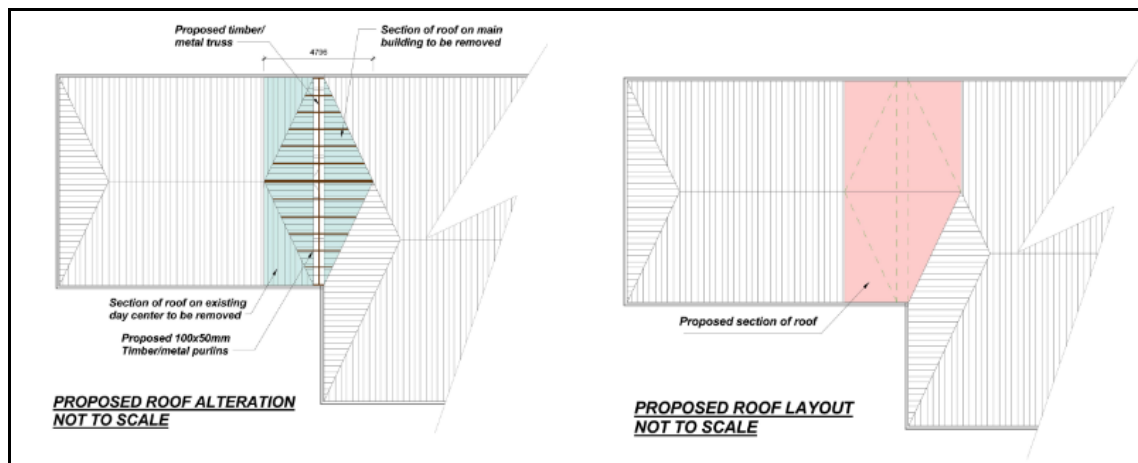 Proposed timber/
metal truss
Section of roof on main
building to be removed
4796
Section of roof on existing
day center to be removed
Proposed 100x50mm
Timber/metal purlins
PROPOSED ROOF ALTERATION
NOT TO SCALE
Proposed section of roof
PROPOSED ROOF LAYOUT
NOT TO SCALE